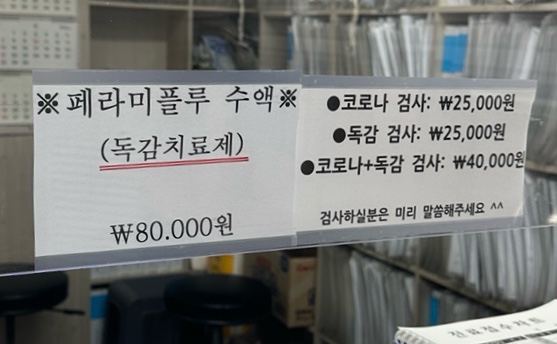 ※페라미플루 수액※
(독감치료제)
₩80.000원
●코로나 검사: ₩25,000원
●독감 검사: ₩25,000원
●코로나+독감 검사: ₩40,000원
검사하실분은 미리 말씀해주세요 ^^